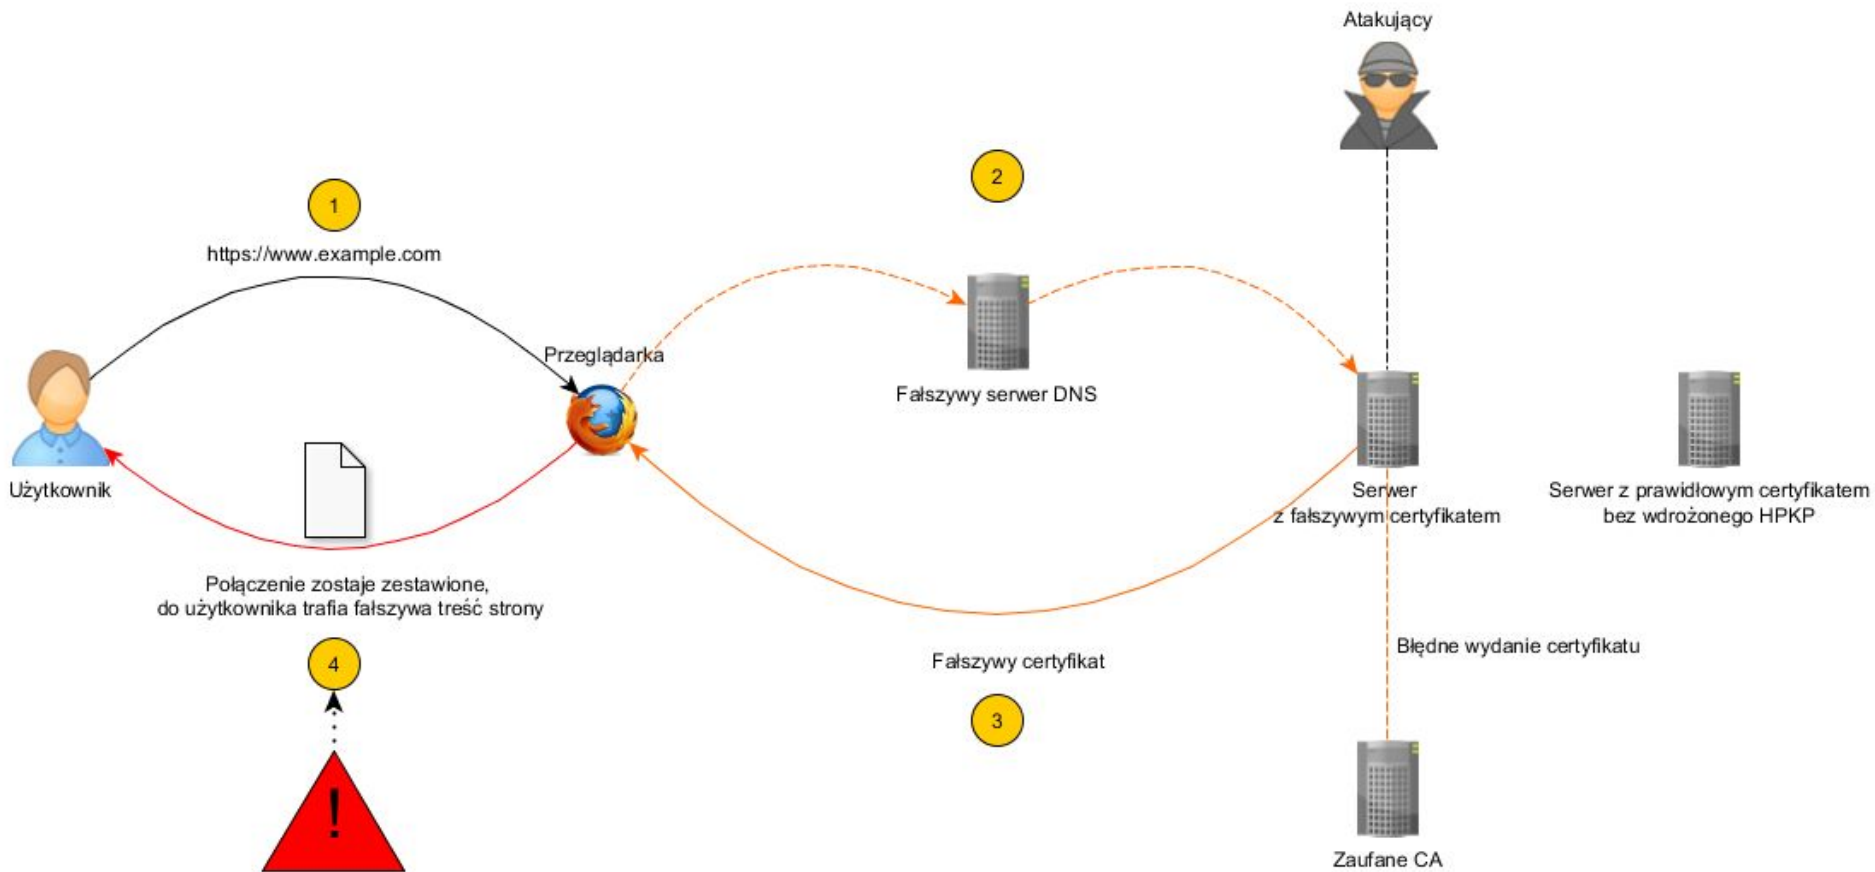 Atakujący
1
2
https://www.example.com
Przeglądarka
Fałszywy serwer DNS
Użytkownik
Serwer
z fałszywym certyfikatem
Serwer z prawidłowym certyfikatem
bez wdrożonego HPKP
Połączenie zostaje zestawione,
do użytkownika trafia fałszywa treść strony
4
Błędne wydanie certyfikatu
Fałszywy certyfikat
3
!
Zaufane CA